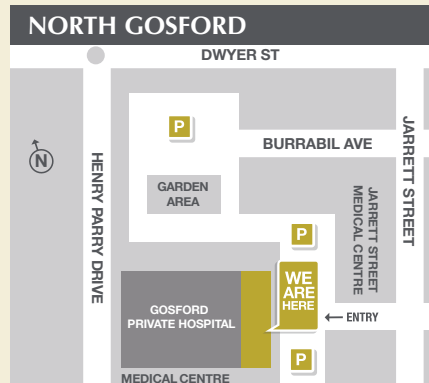 NORTH GOSFORD
DWYER ST
P
BURRABIL AVE
JARRETT STREET
N
HENRY PARRY DRIVE
GARDEN
AREA
JARRETT STREET
MEDICAL CENTRE
P
WE
ARE
HERE
GOSFORD
PRIVATE HOSPITAL
ENTRY
P
MEDICAL CENTRE